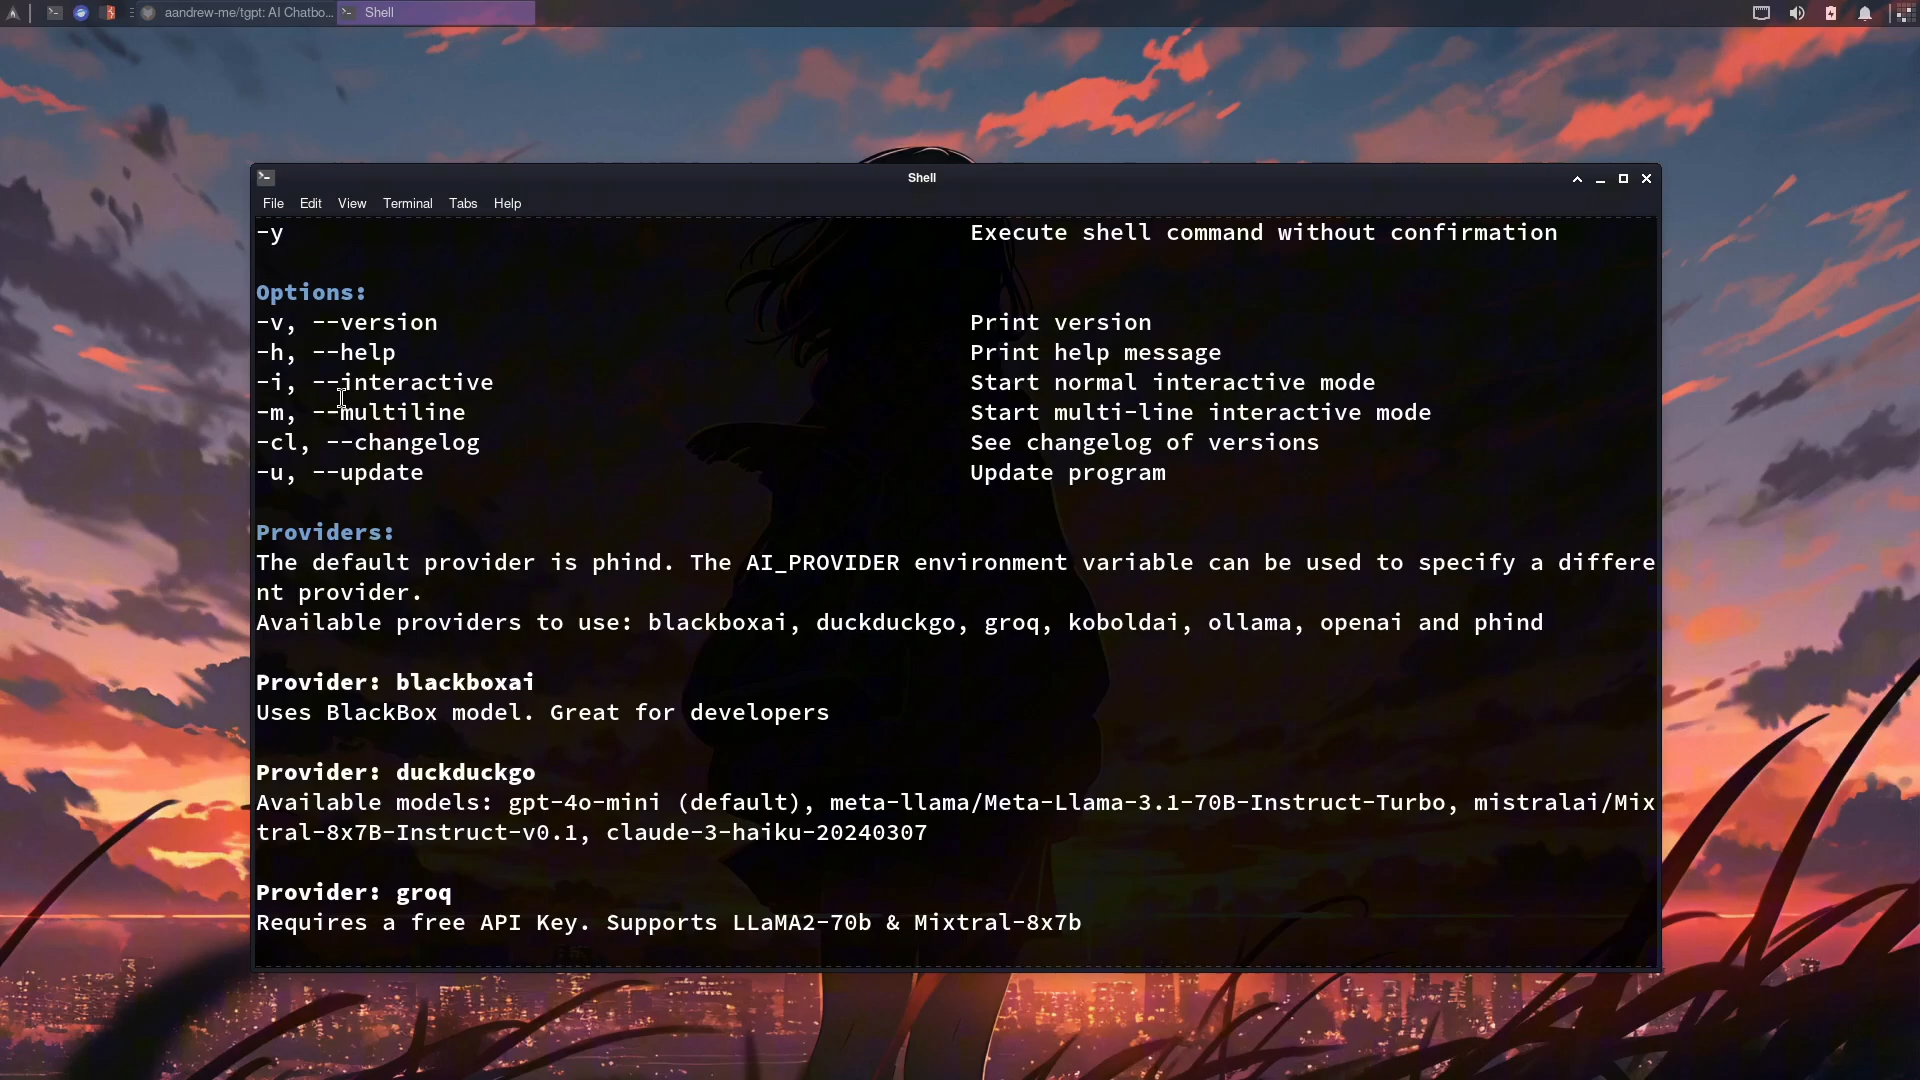 aandrew-me/tgpt: AI Chatbo... Shell
Shell
File Edit View Terminal Tabs Help
-y Execute shell command without confirmation
Options:
-v, --version Print version
-h, --help Print help message
-i, --interactive Start normal interactive mode
-m, --multiline Start multi-line interactive mode
-cl, --changelog See changelog of versions
-u, --update Update program
Providers:
The default provider is phind. The AI_PROVIDER environment variable can be used to specify a differe
nt provider.
Available providers to use: blackboxai, duckduckgo, groq, koboldai, ollama, openai and phind
Provider: blackboxai
Uses BlackBox model. Great for developers
Provider: duckduckgo
Available models: gpt-4o-mini (default), meta-llama/Meta-Llama-3.1-70B-Instruct-Turbo, mistralai/Mix
tral-8x7B-Instruct-v0.1, claude-3-haiku-20240307
Provider: groq
Requires a free API Key. Supports LLaMA2-70b & Mixtral-8x7b